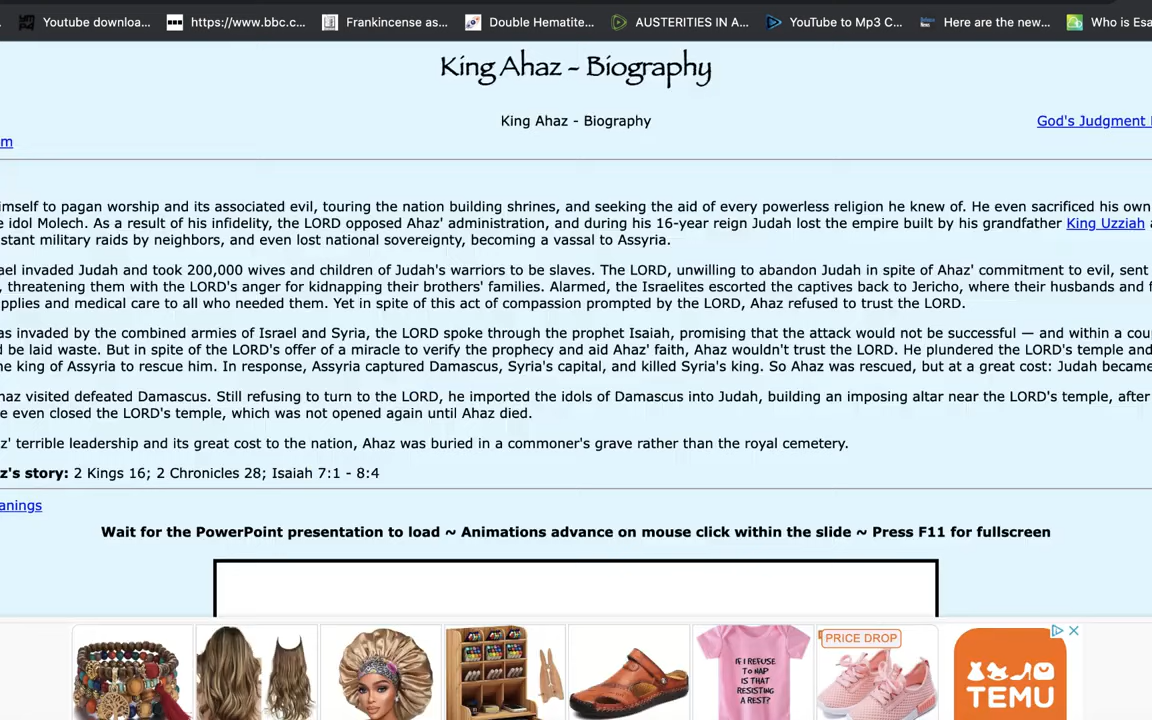 Youtube downloa... https://www.bbc.c... Frankincense as... Double Hematite... AUSTERITIES IN A... YouTube to Mp3 C... Here are the new... Who is Esa
King Ahaz - Biography
King Ahaz - Biography God's Judgment
m
imself to pagan worship and its associated evil, touring the nation building shrines, and seeking the aid of every powerless religion he knew of. He even sacrificed his own
e idol Molech. As a result of his infidelity, the LORD opposed Ahaz' administration, and during his 16-year reign Judah lost the empire built by his grandfather King Uzziah
stant military raids by neighbors, and even lost national sovereignty, becoming a vassal to Assyria.
ael invaded Judah and took 200,000 wives and children of Judah's warriors to be slaves. The LORD, unwilling to abandon Judah in spite of Ahaz' commitment to evil, sent
, threatening them with the LORD's anger for kidnapping their brothers' families. Alarmed, the Israelites escorted the captives back to Jericho, where their husbands and f
pplies and medical care to all who needed them. Yet in spite of this act of compassion prompted by the LORD, Ahaz refused to trust the LORD.
as invaded by the combined armies of Israel and Syria, the LORD spoke through the prophet Isaiah, promising that the attack would not be successful — and within a cou
d be laid waste. But in spite of the LORD's offer of a miracle to verify the prophecy and aid Ahaz' faith, Ahaz wouldn't trust the LORD. He plundered the LORD's temple and
he king of Assyria to rescue him. In response, Assyria captured Damascus, Syria's capital, and killed Syria's king. So Ahaz was rescued, but at a great cost: Judah became
haz visited defeated Damascus. Still refusing to turn to the LORD, he imported the idols of Damascus into Judah, building an imposing altar near the LORD's temple, after
e even closed the LORD's temple, which was not opened again until Ahaz died.
z' terrible leadership and its great cost to the nation, Ahaz was buried in a commoner's grave rather than the royal cemetery.
z's story: 2 Kings 16; 2 Chronicles 28; Isaiah 7:1 - 8:4
anings
Wait for the PowerPoint presentation to load ~ Animations advance on mouse click within the slide ~ Press F11 for fullscreen
PRICE DROP
IF I REFUSE
TO NAP
IS THAT
RESISTING
A REST?
TEMU